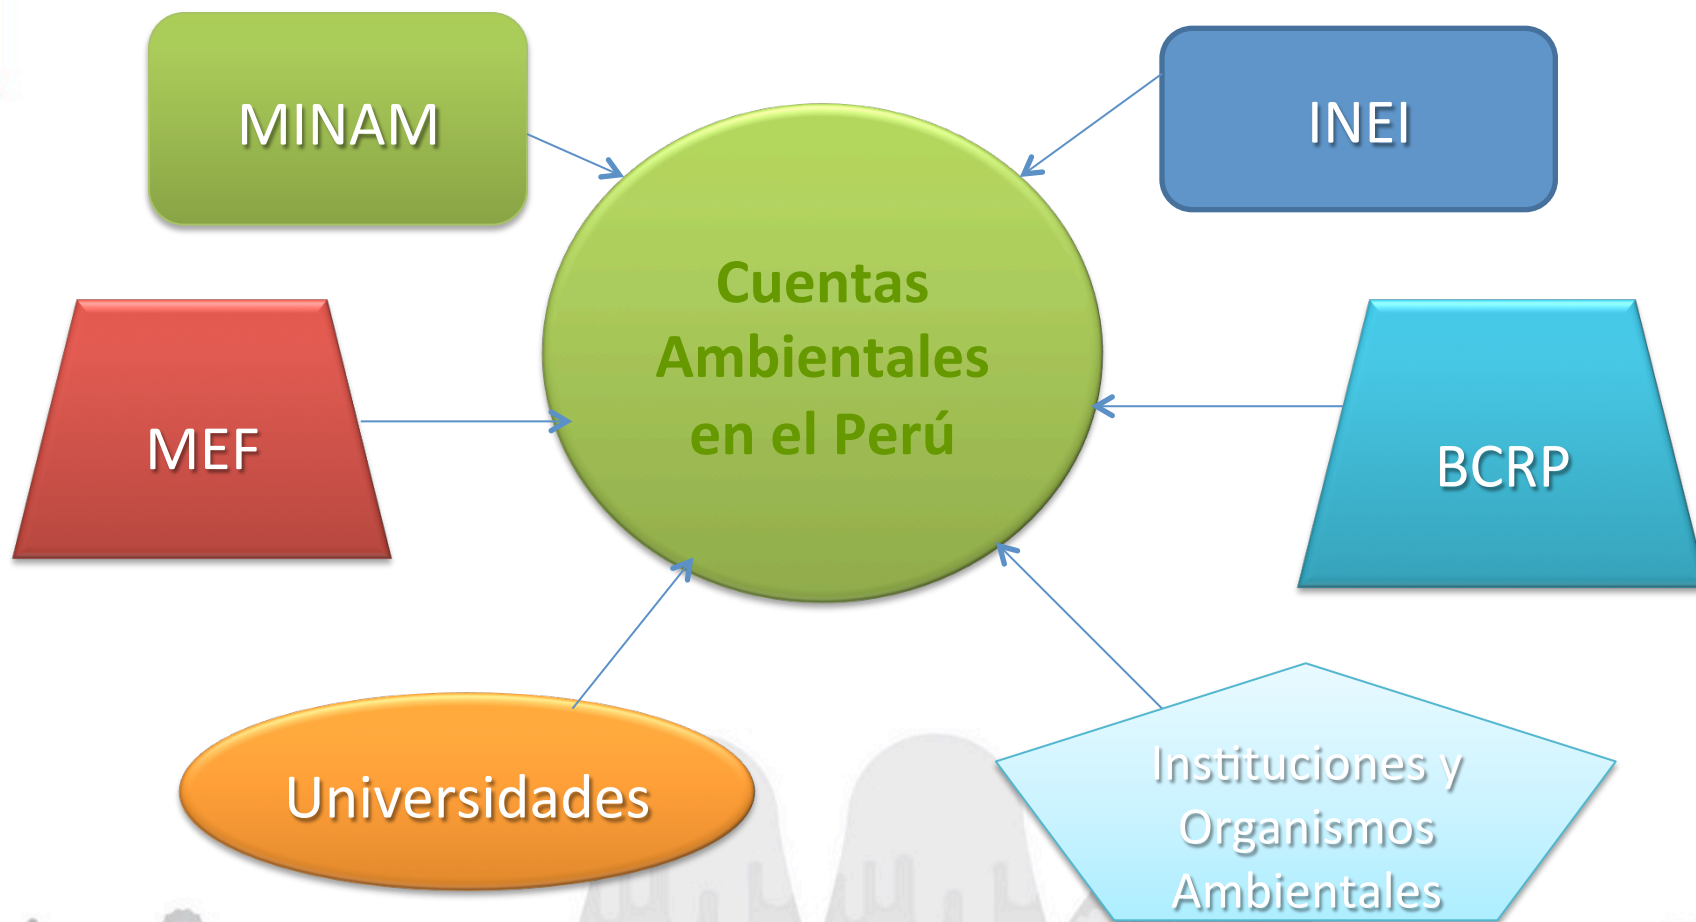 MINAM
INEI
Cuentas
Ambientales
en el Perú
MEF
BCRP
Universidades
Instituciones y
Organismos
Ambientales